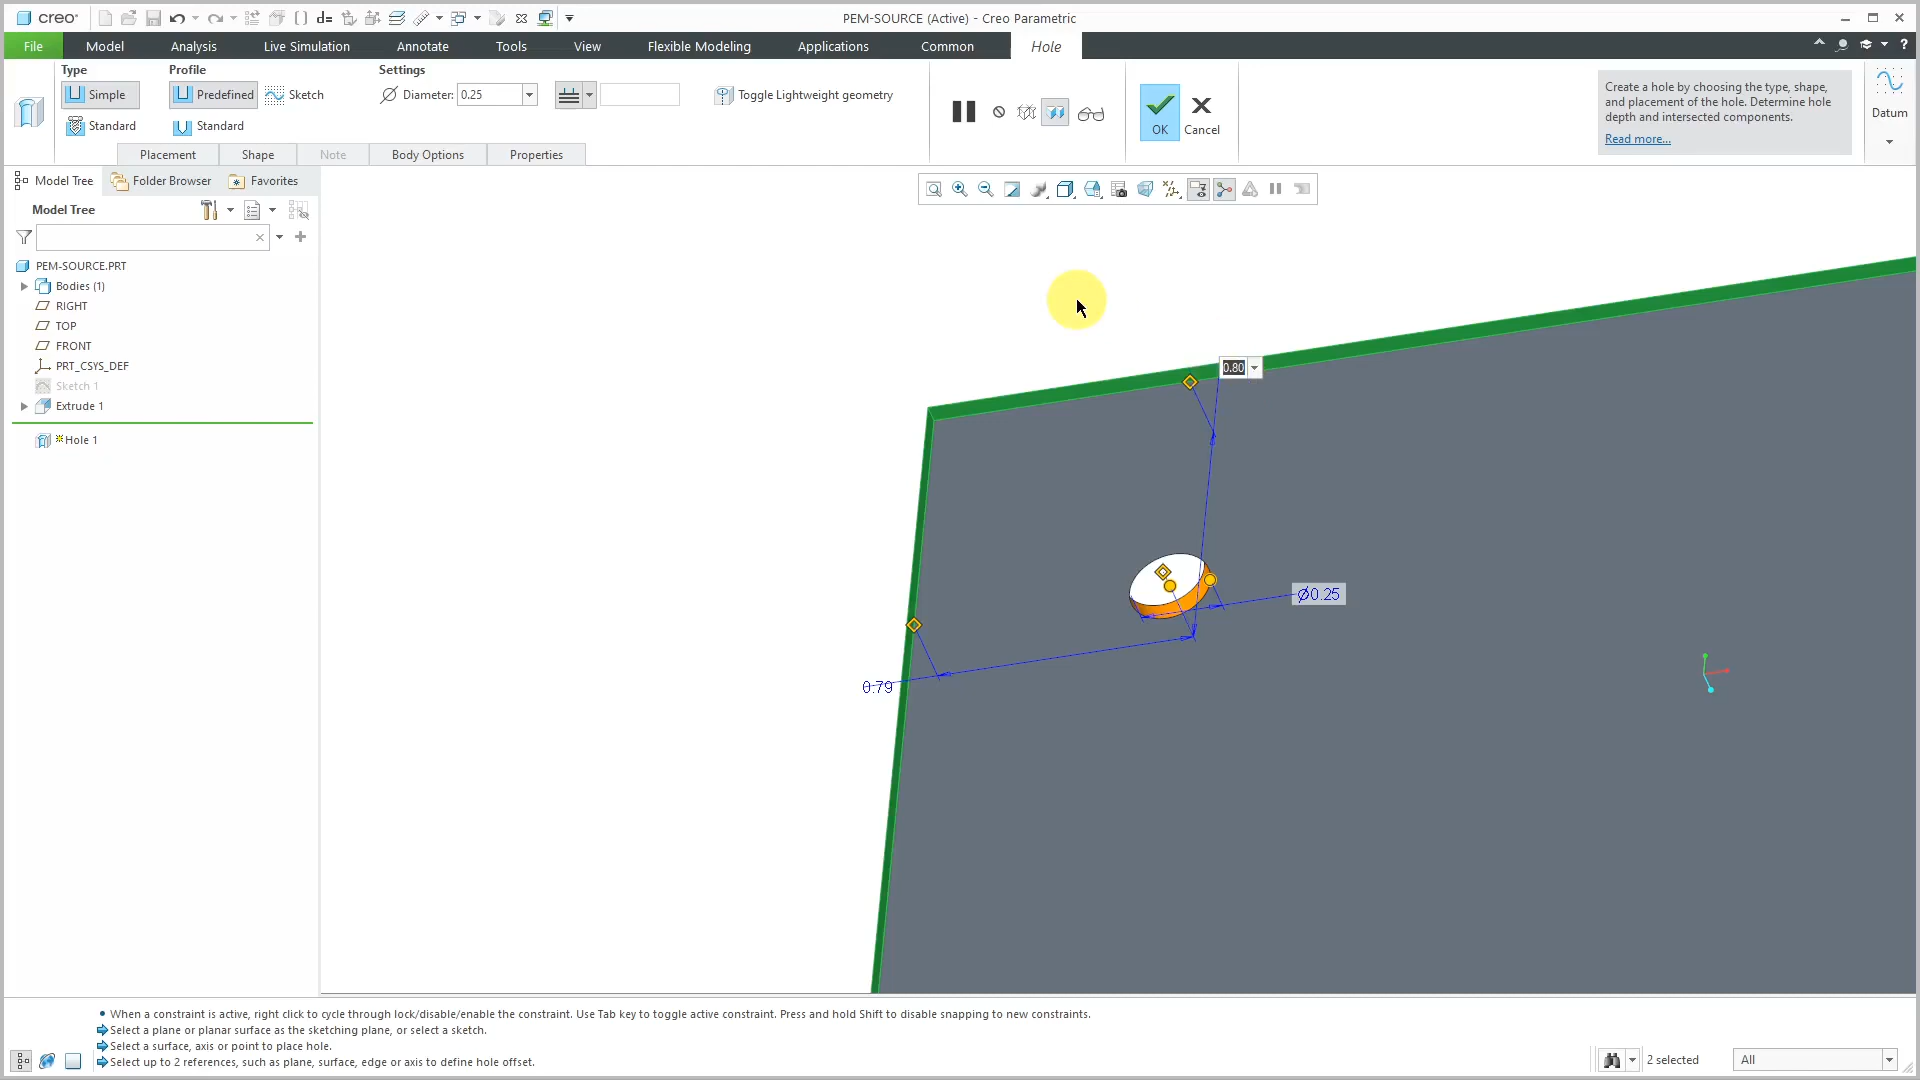 creo
PEM-SOURCE (Active) - Creo Parametric
File Model Analysis Live Simulation Annotate Tools View Flexible Modeling Applications Common Hole
Type Profile Settings
Simple Predefined Sketch Diameter: 0.25 Toggle Lightweight geometry
Standard Standard
OK Cancel
Create a hole by choosing the type, shape,
and placement of the hole. Determine hole
depth and intersected components.
Read more...
Datum
Placement Shape Note Body Options Properties
Model Tree Folder Browser Favorites
Model Tree
PEM-SOURCE.PRT
Bodies (1)
RIGHT
TOP
FRONT
PRT_CSYS_DEF
Sketch 1
Extrude 1
Hole 1
0.80
Ø0.25
0.79
When a constraint is active, right click to cycle through lock/disable/enable the constraint. Use Tab key to toggle active constraint. Press and hold Shift to disable snapping to new constraints.
Select a plane or planar surface as the sketching plane, or select a sketch.
Select a surface, axis or point to place hole.
Select up to 2 references, such as plane, surface, edge or axis to define hole offset.
2 selected All